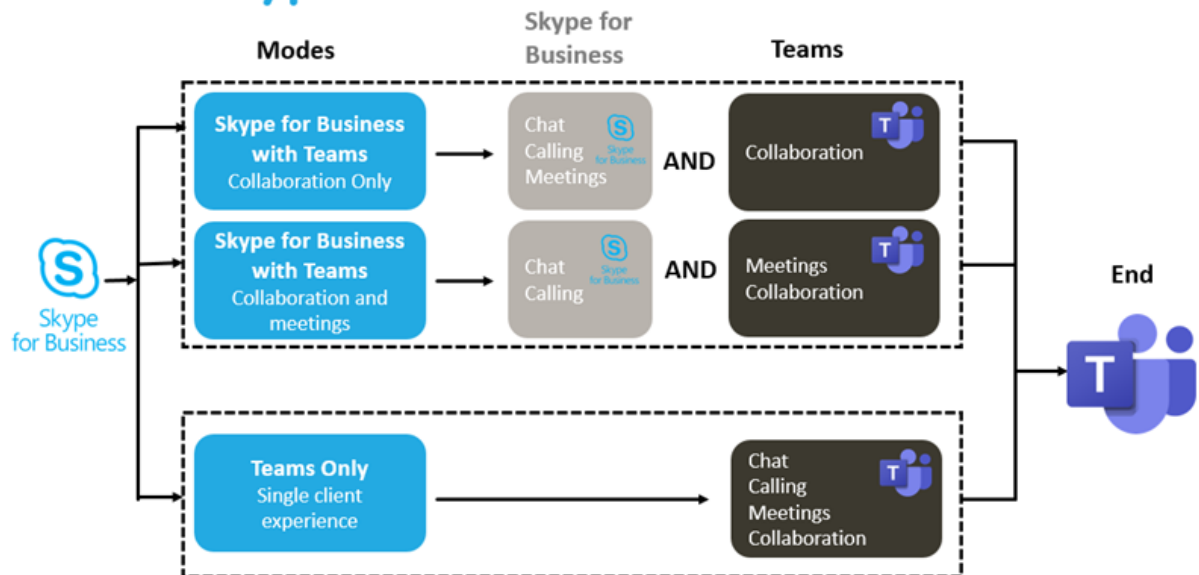 Modes
Skype for
Business
Teams
Skype for Business
with Teams
Collaboration Only
Chat
Calling
Meetings
S
Skype
for Business
AND
Collaboration
T
Skype for Business
with Teams
Collaboration and
meetings
Chat
Calling
S
Skype
for Business
AND
Meetings
Collaboration
T
S
Skype
for Business
End
T
Teams Only
Single client
experience
Chat
Calling
Meetings
Collaboration
T